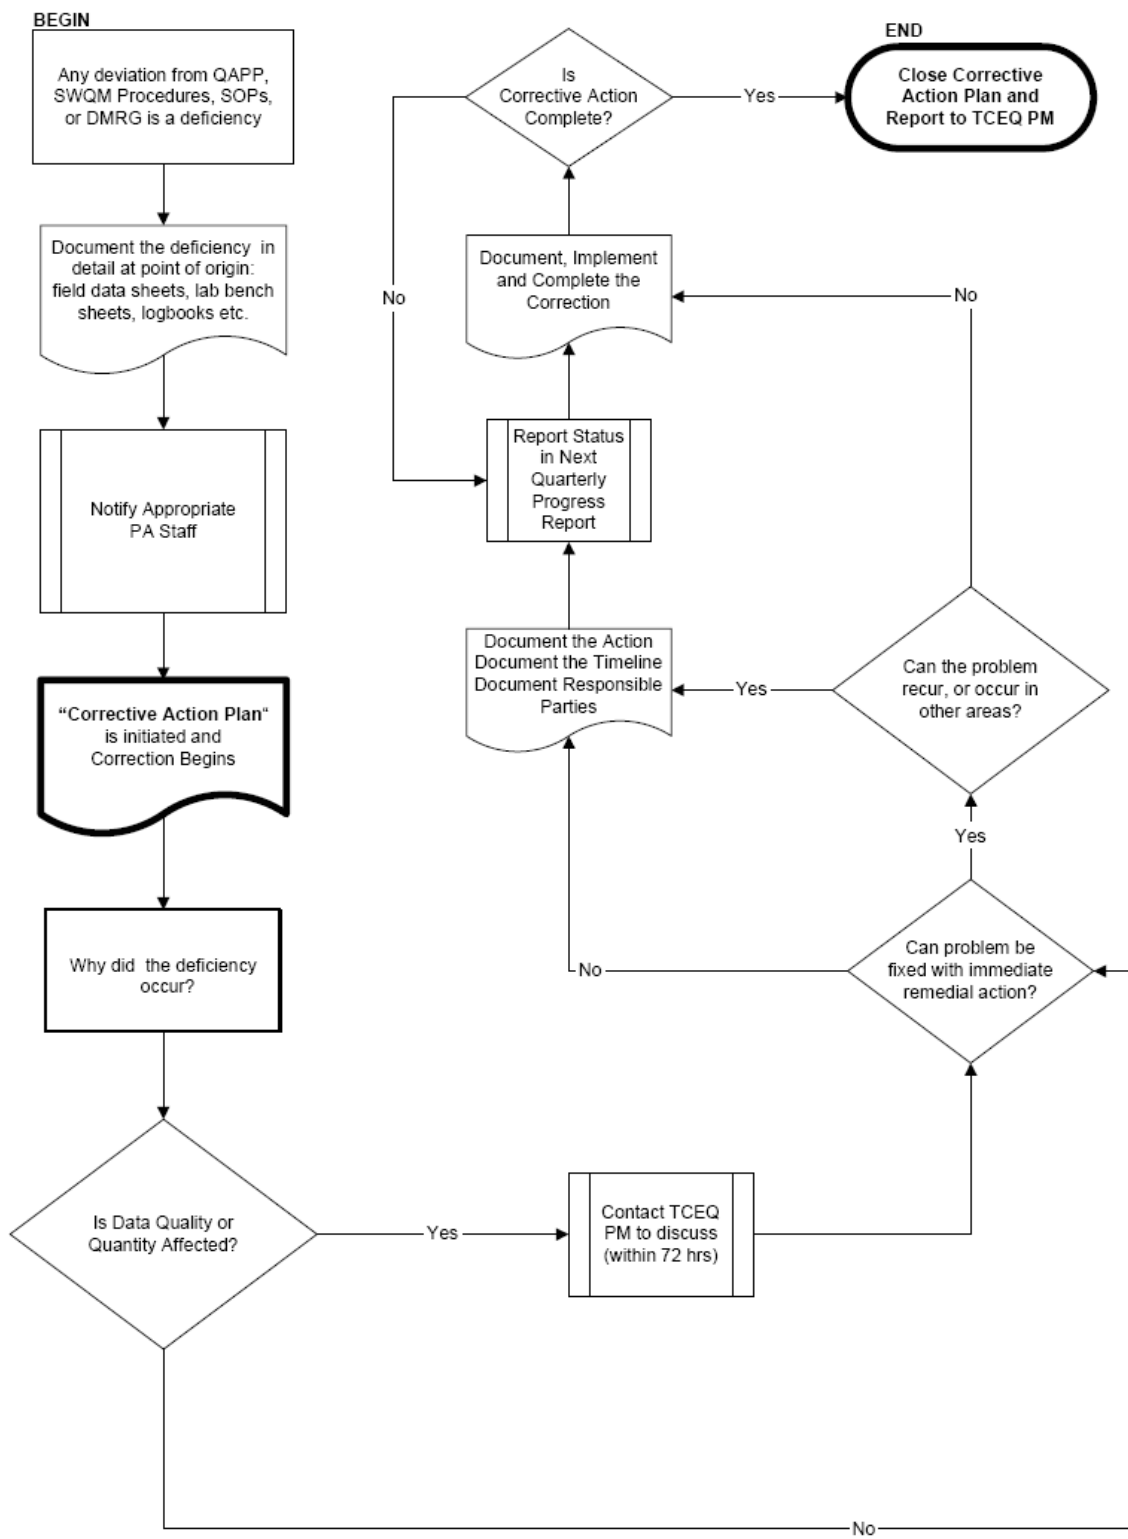 BEGIN
Any deviation from QAPP,
SWQM Procedures, SOPs,
or DMRG is a deficiency
Document the deficiency in
detail at point of origin:
field data sheets, lab bench
sheets, logbooks etc.
Notify Appropriate
PA Staff
“Corrective Action Plan“
is initiated and
Correction Begins
Why did the deficiency
occur?
Is Data Quality or
Quantity Affected?
Yes
No
Contact TCEQ
PM to discuss
(within 72 hrs)
Can problem be
fixed with immediate
remedial action?
No
Yes
Can the problem
recur, or occur in
other areas?
Yes
No
Document the Action
Document the Timeline
Document Responsible
Parties
Report Status
in Next
Quarterly
Progress
Report
Document, Implement
and Complete the
Correction
Is
Corrective Action
Complete?
No
Yes
END
Close Corrective
Action Plan and
Report to TCEQ PM